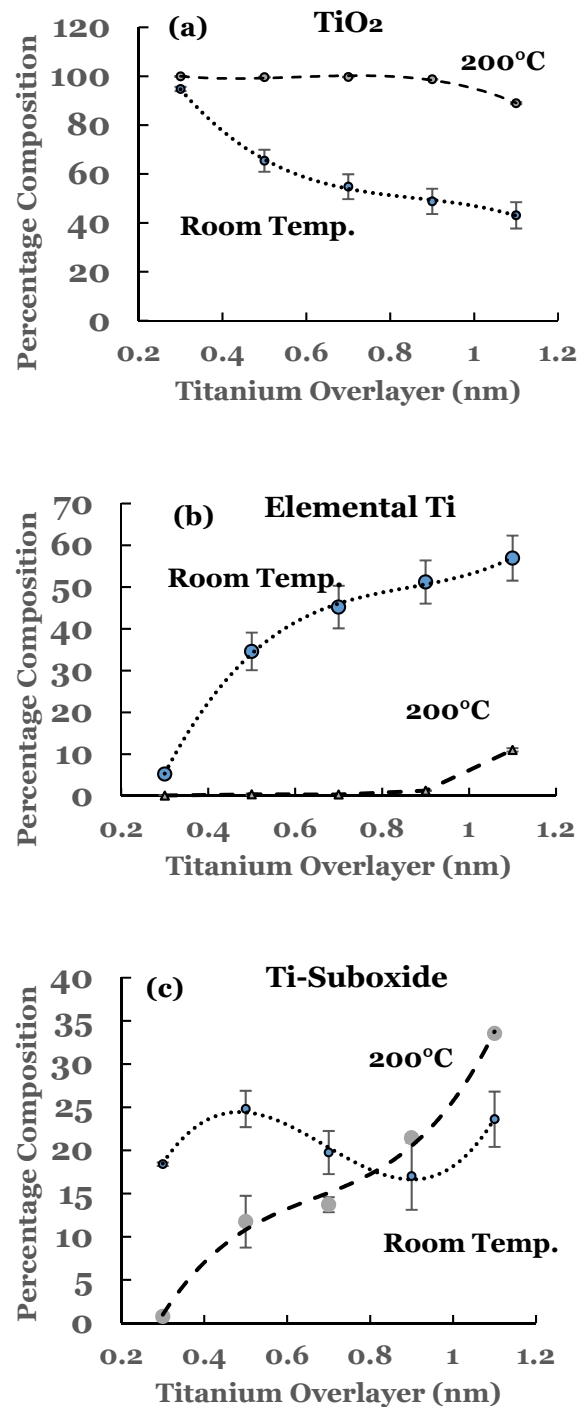 (a) TiO₂
200°C
Room Temp.
Percentage Composition
120
100
80
60
40
20
0
0.2 0.4 0.6 0.8 1 1.2
Titanium Overlayer (nm)
(b) Elemental Ti
Room Temp.
200°C
Percentage Composition
70
60
50
40
30
20
10
0
0.2 0.4 0.6 0.8 1 1.2
Titanium Overlayer (nm)
(c) Ti-Suboxide
200°C
Room Temp.
Percentage Composition
40
35
30
25
20
15
10
5
0
0.2 0.4 0.6 0.8 1 1.2
Titanium Overlayer (nm)